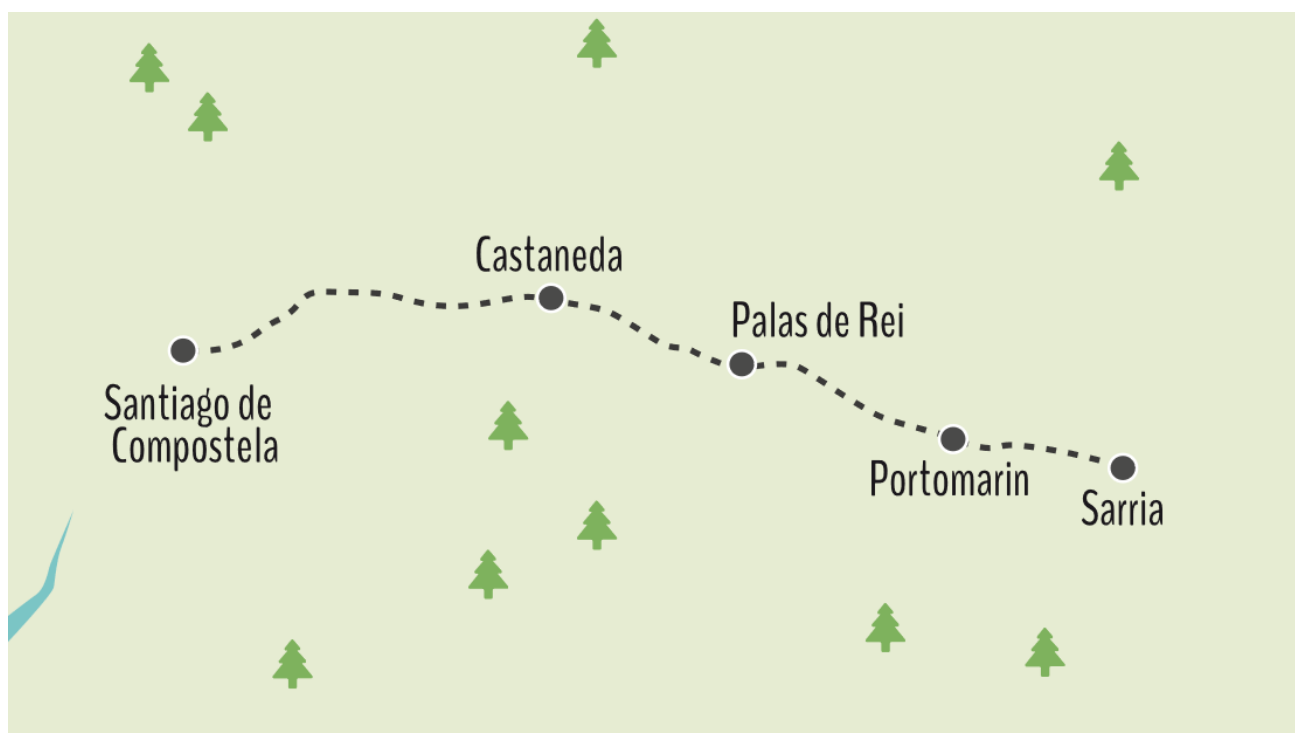 Castaneda
Palas de Rei
Santiago de
Compostela
Portomarin
Sarria